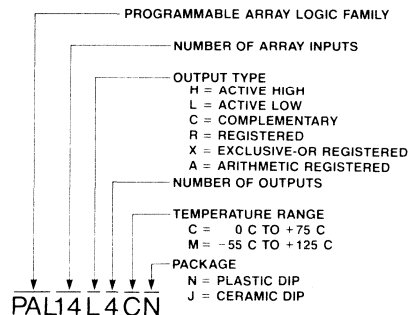 PROGRAMMABLE ARRAY LOGIC FAMILY
NUMBER OF ARRAY INPUTS
OUTPUT TYPE
H = ACTIVE HIGH
L = ACTIVE LOW
C = COMPLEMENTARY
R = REGISTERED
X = EXCLUSIVE-OR REGISTERED
A = ARITHMETIC REGISTERED
NUMBER OF OUTPUTS
TEMPERATURE RANGE
C = 0 C TO +75 C
M = -55 C TO +125 C
PACKAGE
N = PLASTIC DIP
J = CERAMIC DIP
PAL14L4CN